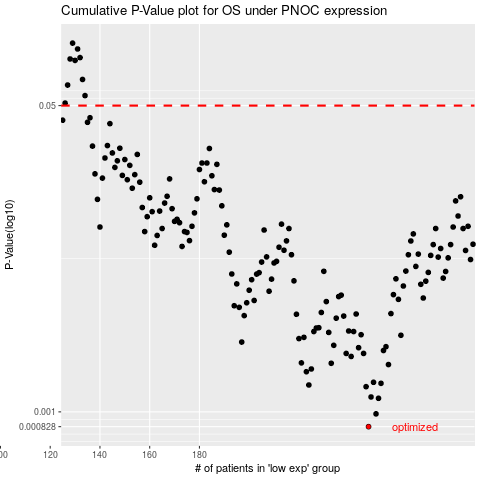 Cumulative P-Value plot for OS under PNOC expression
P-Value(log10)
0.05
0.001
0.000828
optimized
00 120 140 160 180
# of patients in 'low exp' group